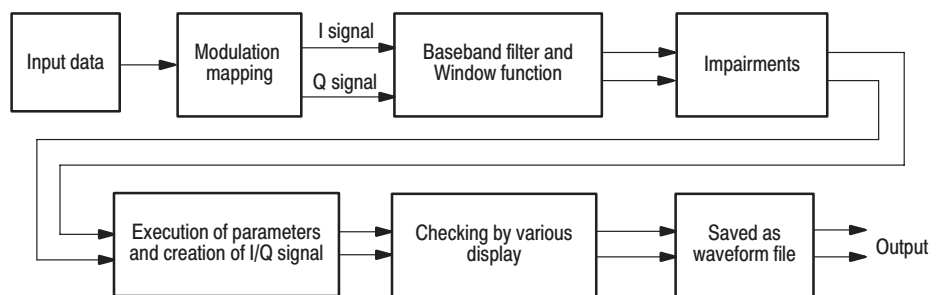 Input data
Modulation
mapping
I signal
Q signal
Baseband filter and
Window function
Impairments
Execution of parameters
and creation of I/Q signal
Checking by various
display
Saved as
waveform file
Output